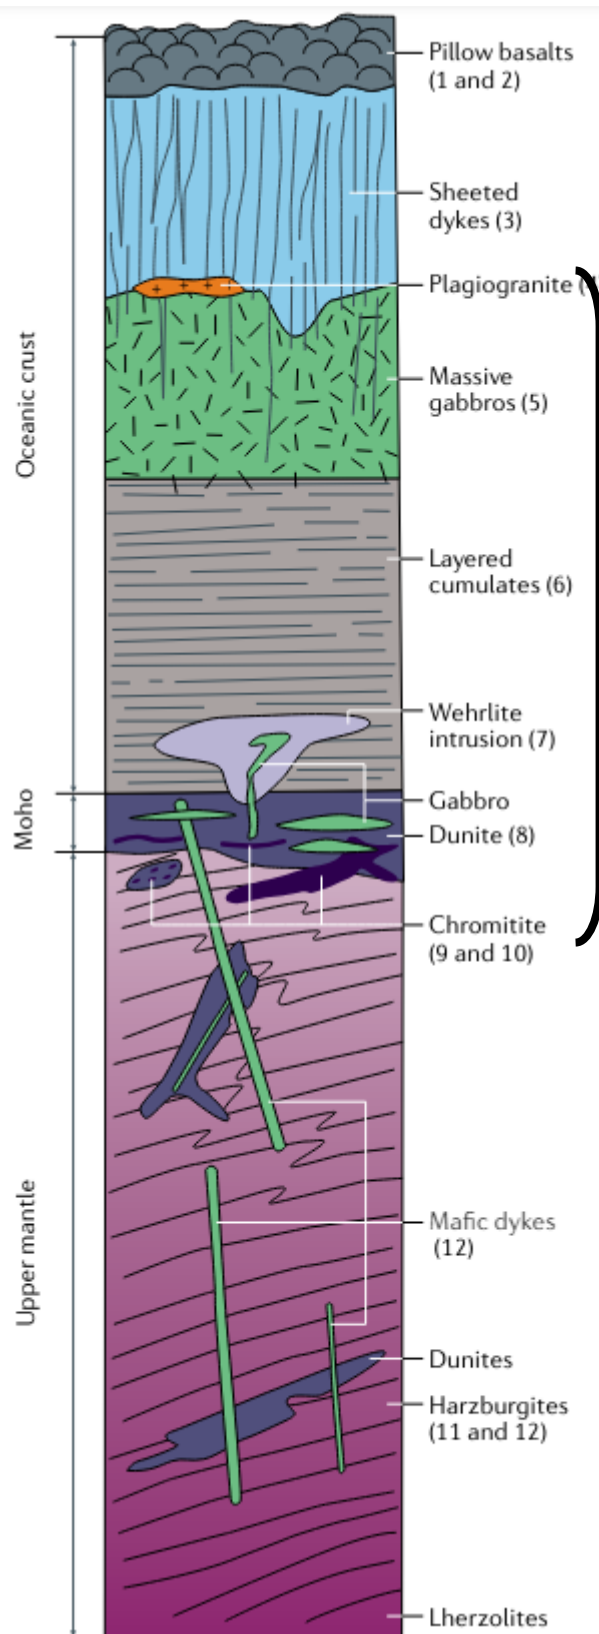 Pillow basalts
(1 and 2)
Sheeted
dykes (3)
Plagiogranite
Massive
gabbros (5)
Oceanic crust
Layered
cumulates (6)
Wehrlite
intrusion (7)
Gabbro
Moho
Dunite (8)
Chromitite
(9 and 10)
Upper mantle
Mafic dykes
(12)
Dunites
Harzburgites
(11 and 12)
Lherzolites